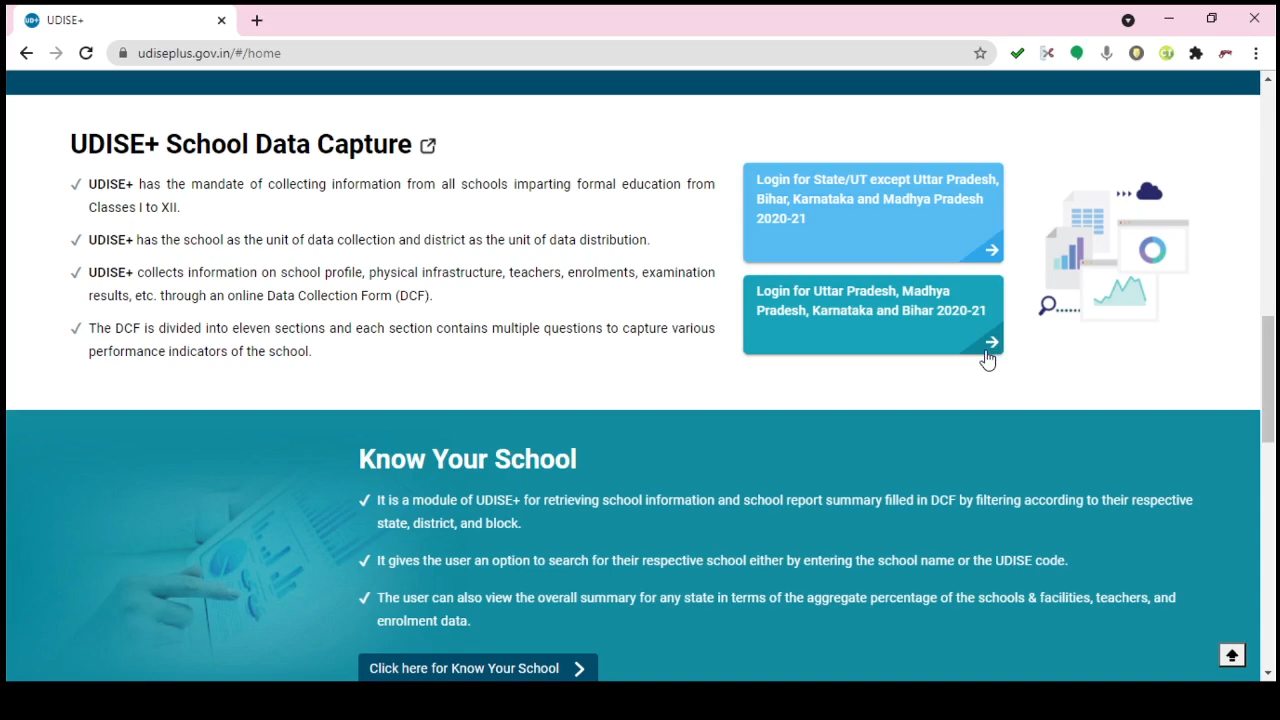 UDISE+
udiseplus.gov.in/#/home
UDISE+ School Data Capture
UDISE+ has the mandate of collecting information from all schools imparting formal education from
Classes I to XII.
UDISE+ has the school as the unit of data collection and district as the unit of data distribution.
UDISE+ collects information on school profile, physical infrastructure, teachers, enrolments, examination
results, etc. through an online Data Collection Form (DCF).
The DCF is divided into eleven sections and each section contains multiple questions to capture various
performance indicators of the school.
Login for State/UT except Uttar Pradesh,
Bihar, Karnataka and Madhya Pradesh
2020-21
Login for Uttar Pradesh, Madhya
Pradesh, Karnataka and Bihar 2020-21
Know Your School
It is a module of UDISE+ for retrieving school information and school report summary filled in DCF by filtering according to their respective
state, district, and block.
It gives the user an option to search for their respective school either by entering the school name or the UDISE code.
The user can also view the overall summary for any state in terms of the aggregate percentage of the schools & facilities, teachers, and
enrolment data.
Click here for Know Your School